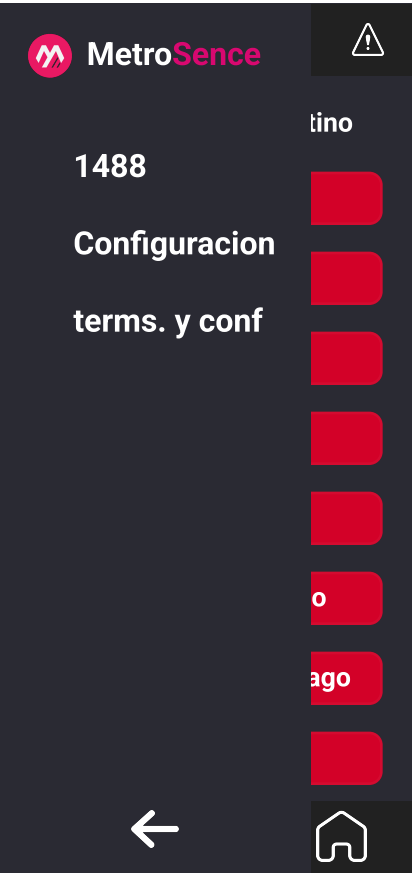 MetroSence
tino
1488
Configuracion
terms. y conf
o
ago